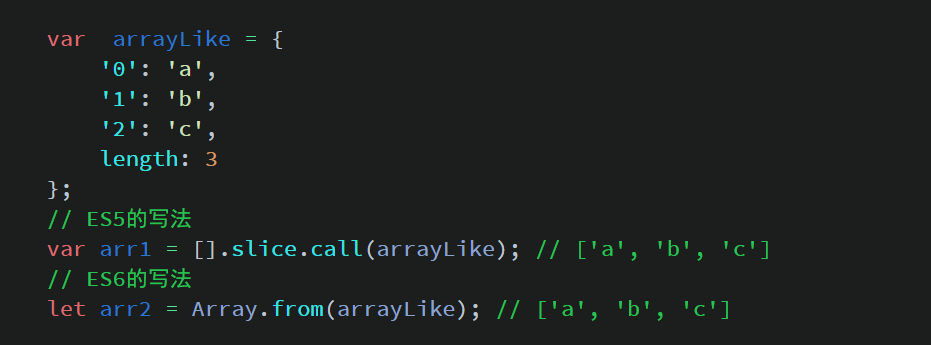 var  arrayLike = {
    '0': 'a',
    '1': 'b',
    '2': 'c',
    length: 3
};
// ES5的写法
var arr1 = [].slice.call(arrayLike); // ['a', 'b', 'c']
// ES6的写法
let arr2 = Array.from(arrayLike); // ['a', 'b', 'c']